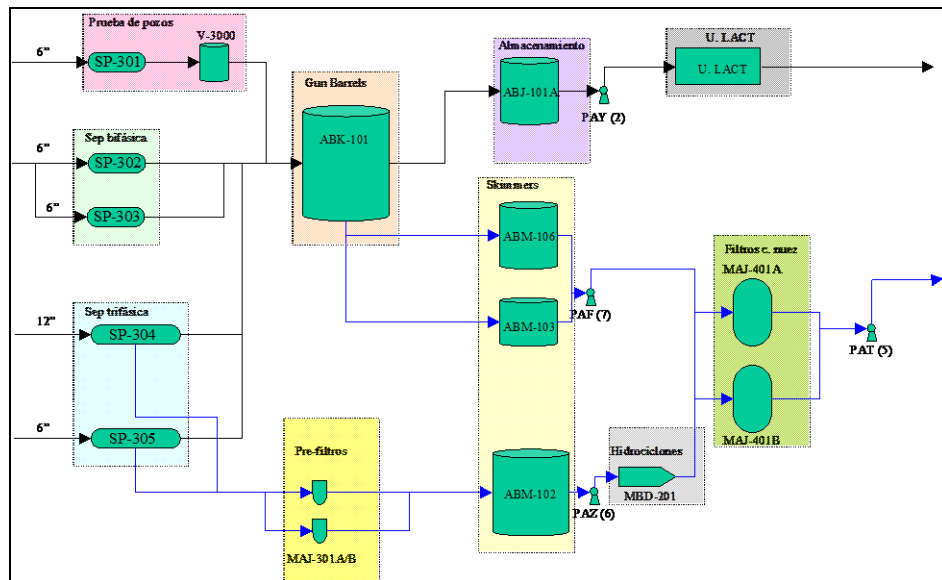 Prueba de pozos
V-3000
6"
SP-301
Sep bifásica
6"
SP-302
6"
SP-303
Sep trifásica
12"
SP-304
6"
SP-305
Gun Barrels
ABK-101
Almacenamiento
ABJ-101A
PAY (2)
U. LACT
U. LACT
Skimmers
ABM-106
ABM-103
PAF (7)
ABM-102
PAZ (6)
Pre-filtros
MAJ-301A/B
Hidrociclones
MBD-201
Filtros c. nuez
MAJ-401A
MAJ-401B
PAT (5)